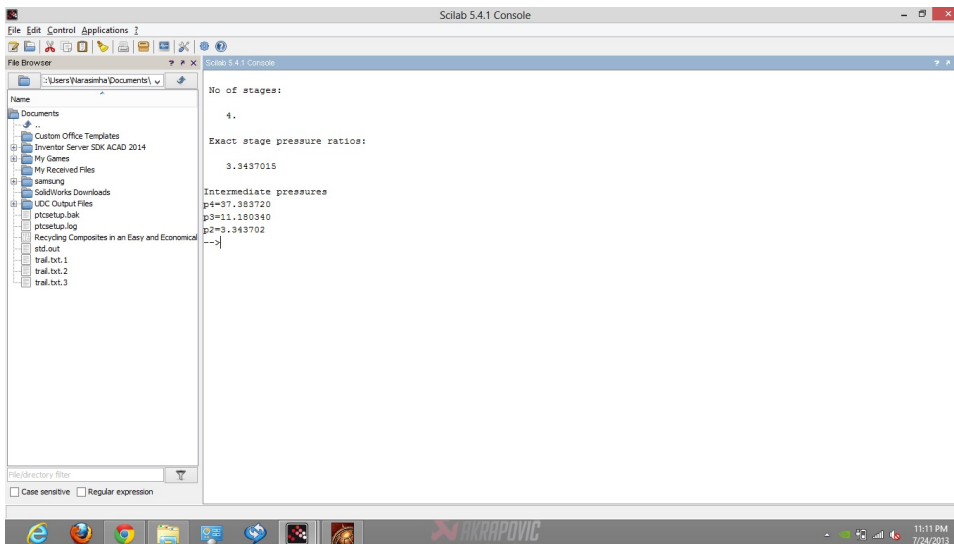 Scilab 5.4.1 Console
File Edit Control Applications ?
File Browser
Scilab 5.4.1 Console
:\Users\Narasimha\Documents\
Name
Documents
..
Custom Office Templates
Inventor Server SDK ACAD 2014
My Games
My Received Files
samsung
SolidWorks Downloads
UDC Output Files
ptcsetup.bak
ptcsetup.log
Recycling Composites in an Easy and Economical
std.out
trail.txt.1
trail.txt.2
trail.txt.3
No of stages:
4.
Exact stage pressure ratios:
3.3437015
Intermediate pressures
p4=37.383720
p3=11.180340
p2=3.343702
-->
File/directory filter
Case sensitive Regular expression
AKRAPOVIC
11:11 PM
7/24/2013